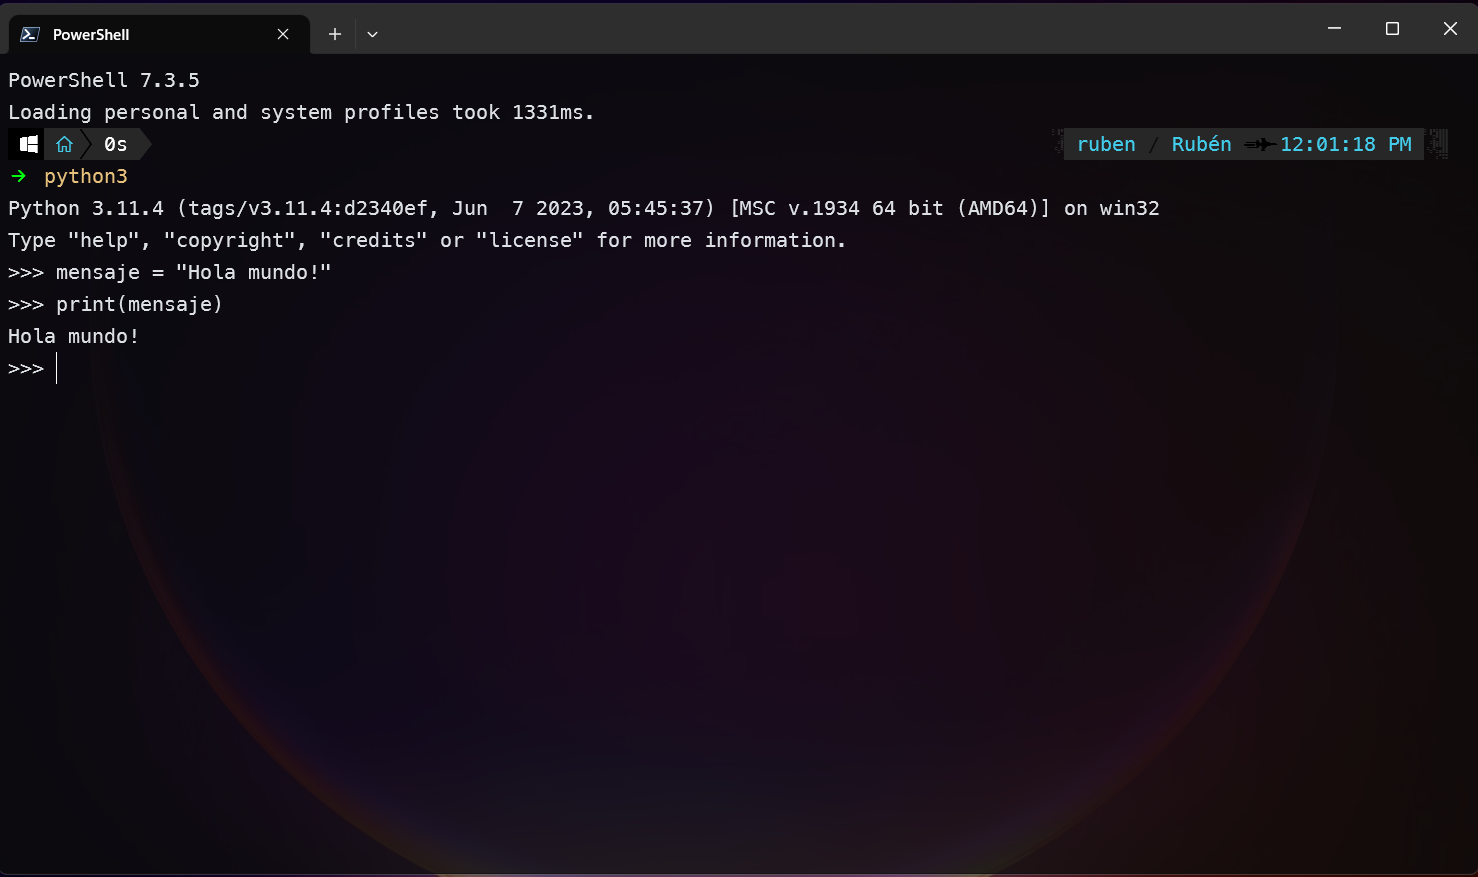 PowerShell
PowerShell 7.3.5
Loading personal and system profiles took 1331ms.
0s
ruben / Rubén 12:01:18 PM
→ python3
Python 3.11.4 (tags/v3.11.4:d2340ef, Jun  7 2023, 05:45:37) [MSC v.1934 64 bit (AMD64)] on win32
Type "help", "copyright", "credits" or "license" for more information.
>>> mensaje = "Hola mundo!"
>>> print(mensaje)
Hola mundo!
>>>